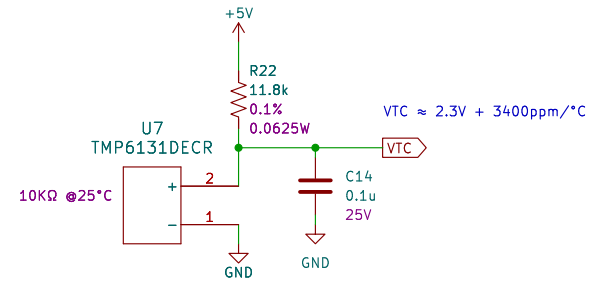 +5V
R22
11.8k
0.1%
0.0625W
VTC ≈ 2.3V + 3400ppm/°C
U7
TMP6131DECR
VTC
2
+
10KΩ @25°C
1
−
C14
0.1u
25V
GND
GND